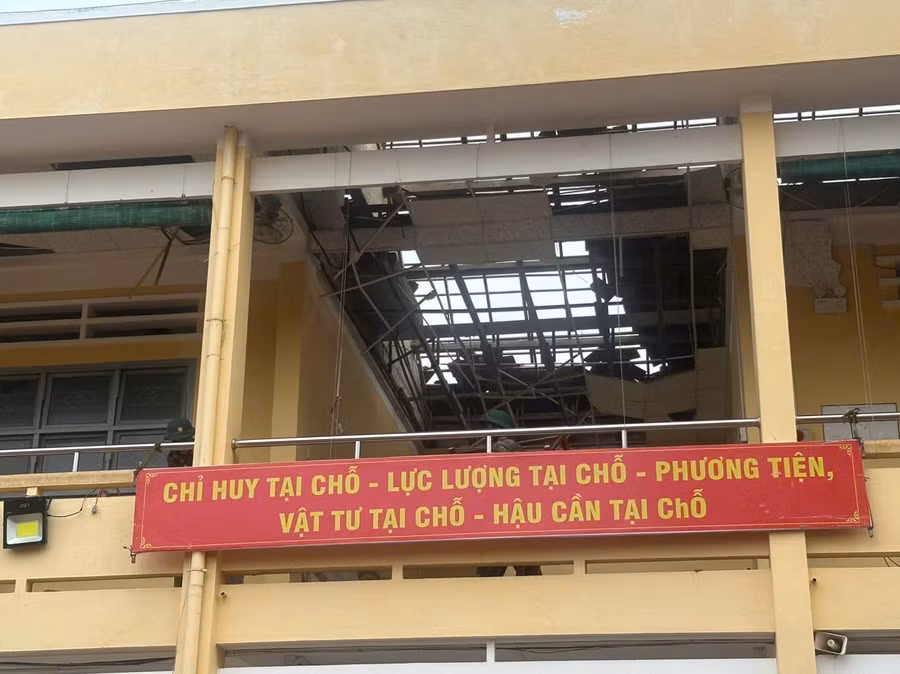 CHỈ HUY TẠI CHỖ - LỰC LƯỢNG TẠI CHỖ - PHƯƠNG TIỆN,
VẬT TƯ TẠI CHỖ - HẬU CẦN TẠI ChỖ